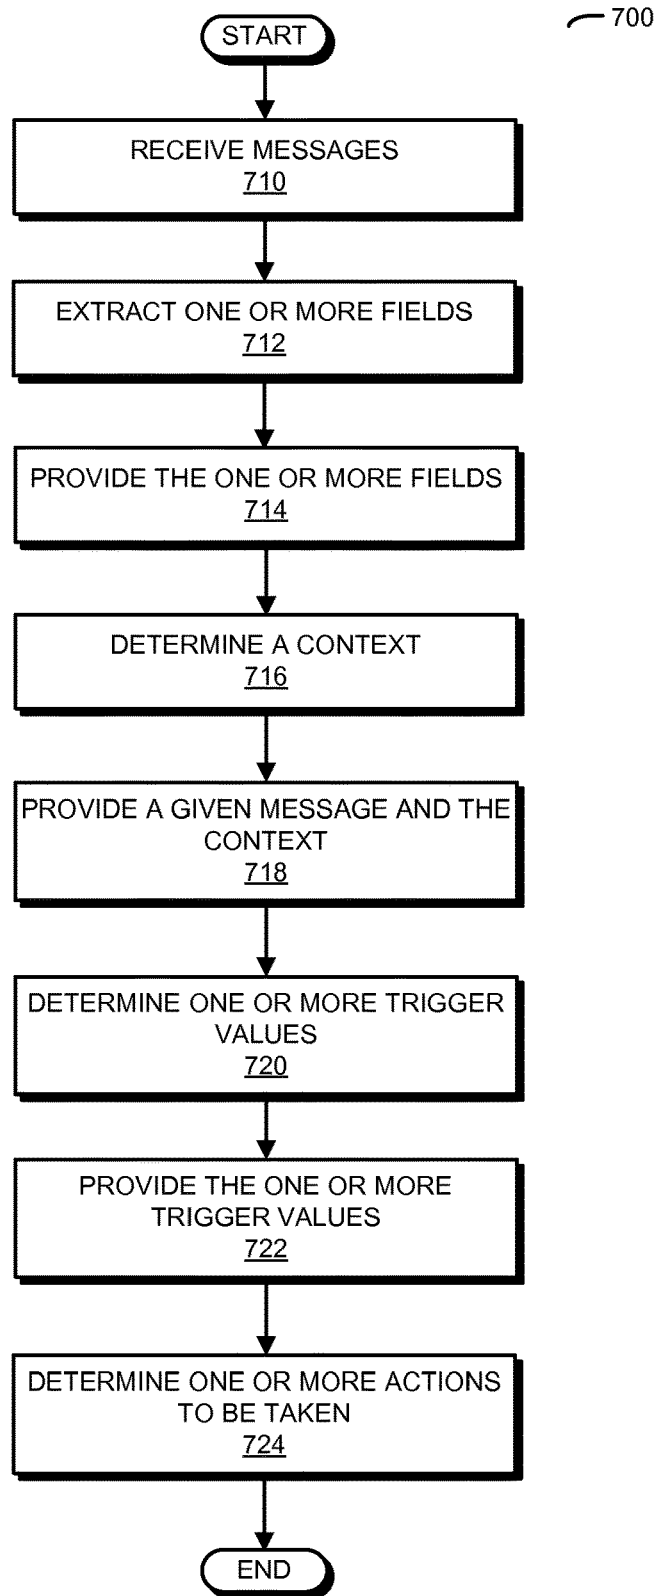 START
700
RECEIVE MESSAGES
710
EXTRACT ONE OR MORE FIELDS
712
PROVIDE THE ONE OR MORE FIELDS
714
DETERMINE A CONTEXT
716
PROVIDE A GIVEN MESSAGE AND THE
CONTEXT
718
DETERMINE ONE OR MORE TRIGGER
VALUES
720
PROVIDE THE ONE OR MORE
TRIGGER VALUES
722
DETERMINE ONE OR MORE ACTIONS
TO BE TAKEN
724
END